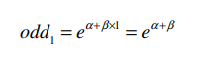 odd₁ = e^{α+β×1} = e^{α+β}